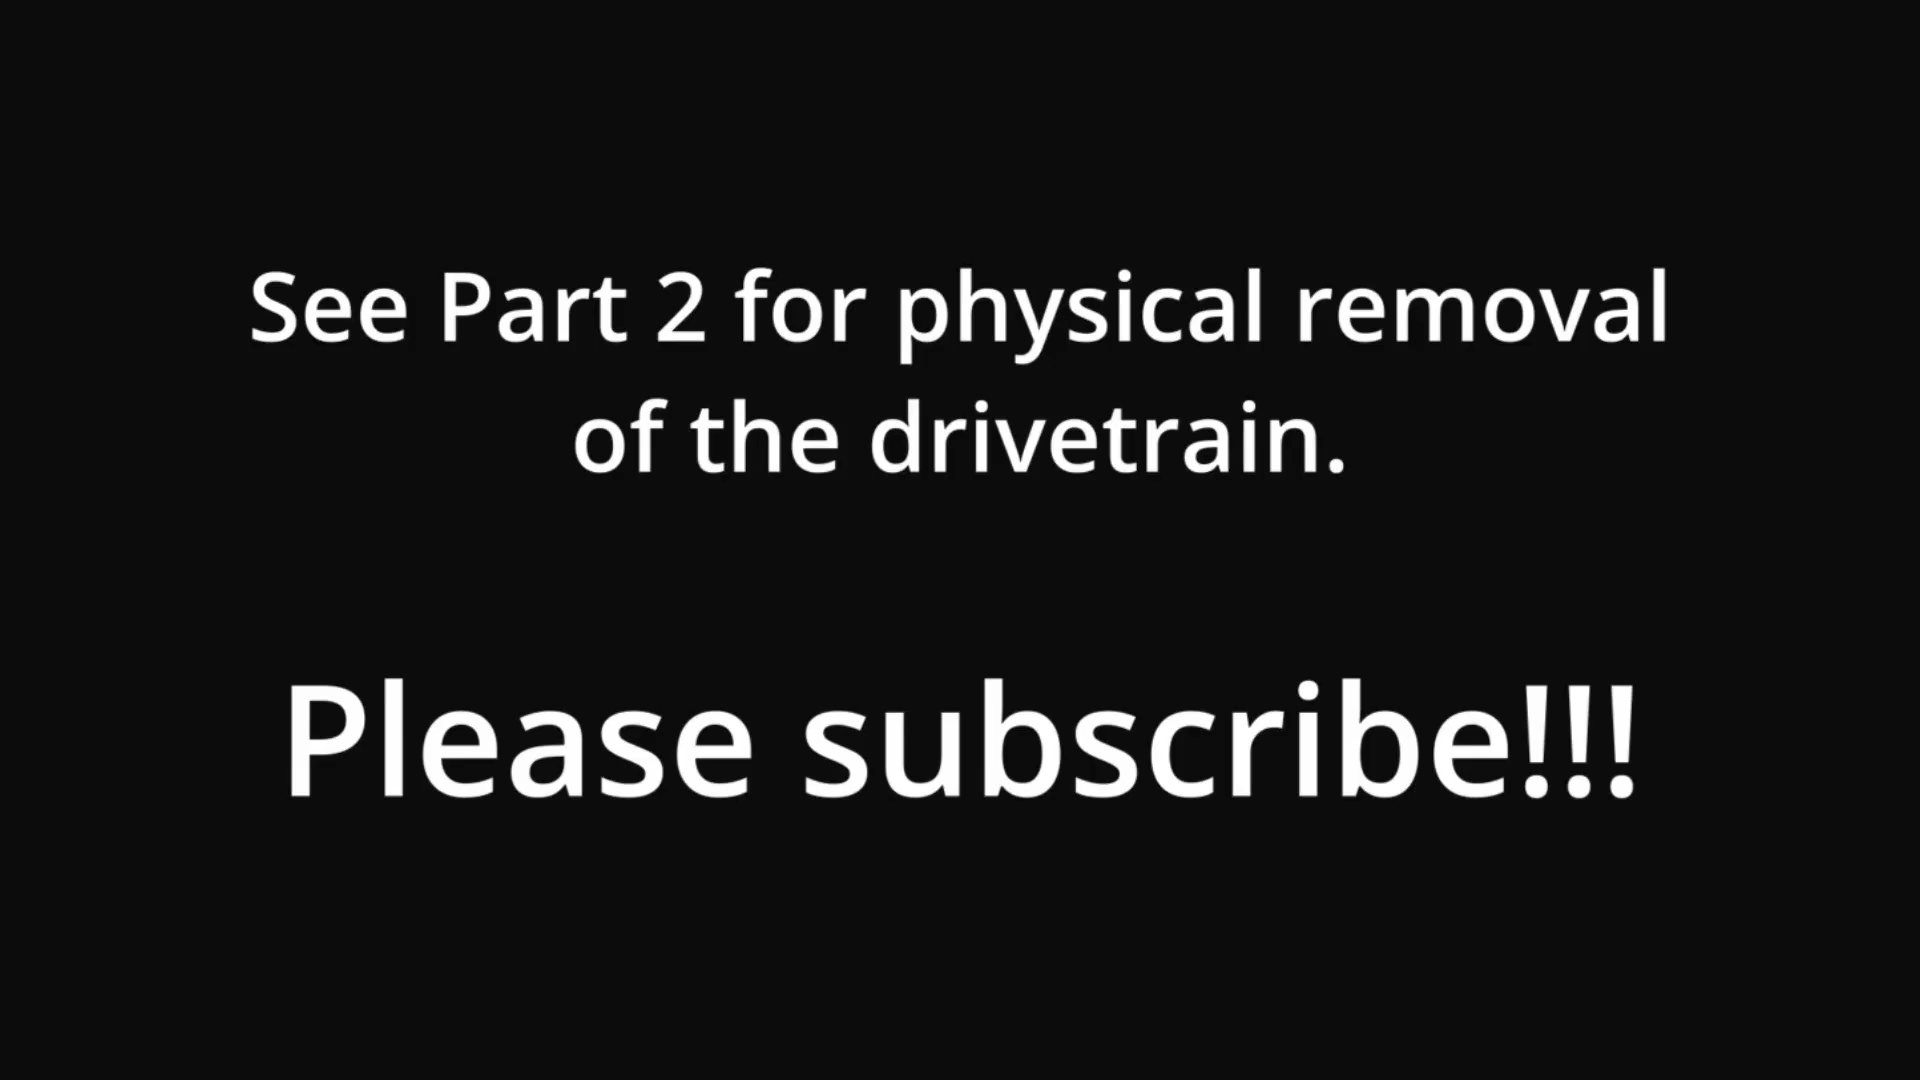 See Part 2 for physical removal
of the drivetrain.
Please subscribe!!!